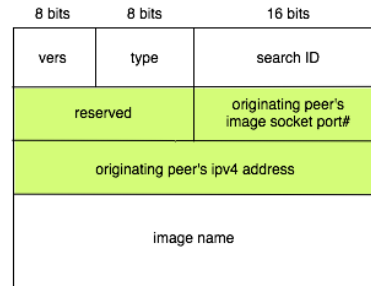 8 bits 8 bits 16 bits
vers type search ID
reserved originating peer's
image socket port#
originating peer's ipv4 address
image name